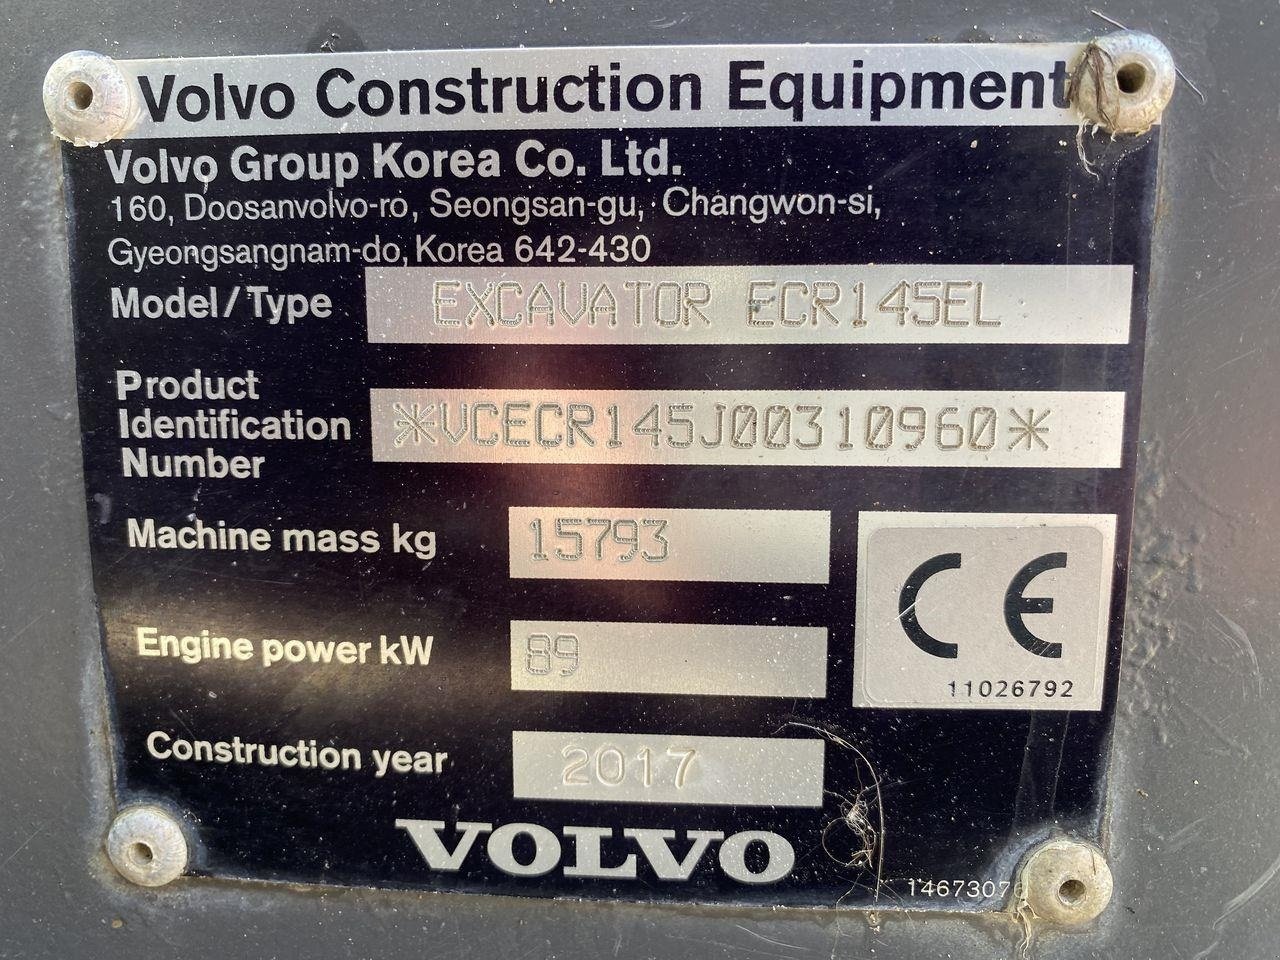 Volvo Construction Equipment
Volvo Group Korea Co. Ltd.
160, Doosanvolvo-ro, Seongsan-gu, Changwon-si,
Gyeongsangnam-do, Korea 642-430
Model/Type EXCAVATOR ECR145EL
Product
Identification
Number
*VCECR145J00310960*
Machine mass kg 15793
Engine power kW 89
CE
11026792
Construction year 2017
VOLVO